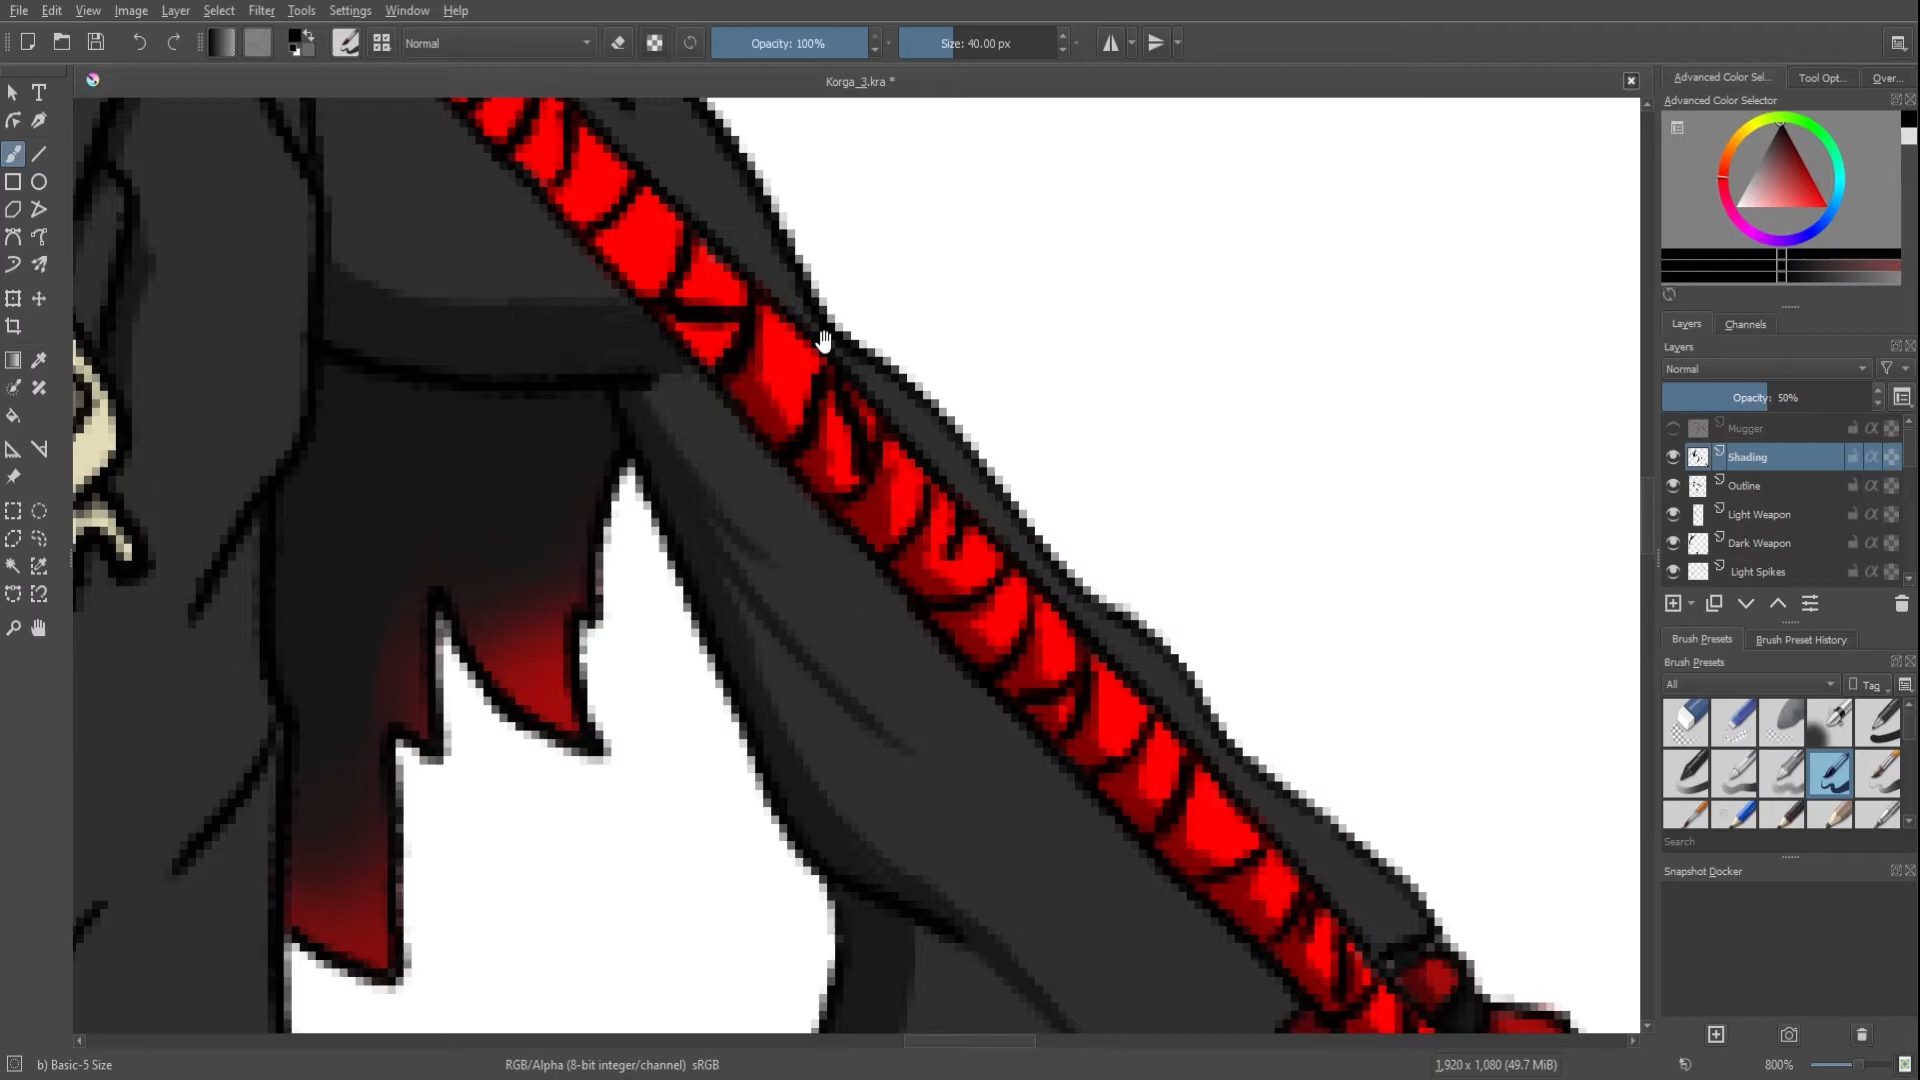 File Edit View Image Layer Select Filter Tools Settings Window Help
Normal Opacity: 100% Size: 40.00 px
Korga_3.kra *
Advanced Color Sel... Tool Opt... Over...
Advanced Color Selector
Layers Channels
Layers
Normal
Opacity: 50%
Mugger
Shading
Outline
Light Weapon
Dark Weapon
Light Spikes
Brush Presets Brush Preset History
Brush Presets
All Tag
Search
Snapshot Docker
b) Basic-5 Size RGB/Alpha (8-bit integer/channel) sRGB 1,920 x 1,080 (49.7 MiB) 800%